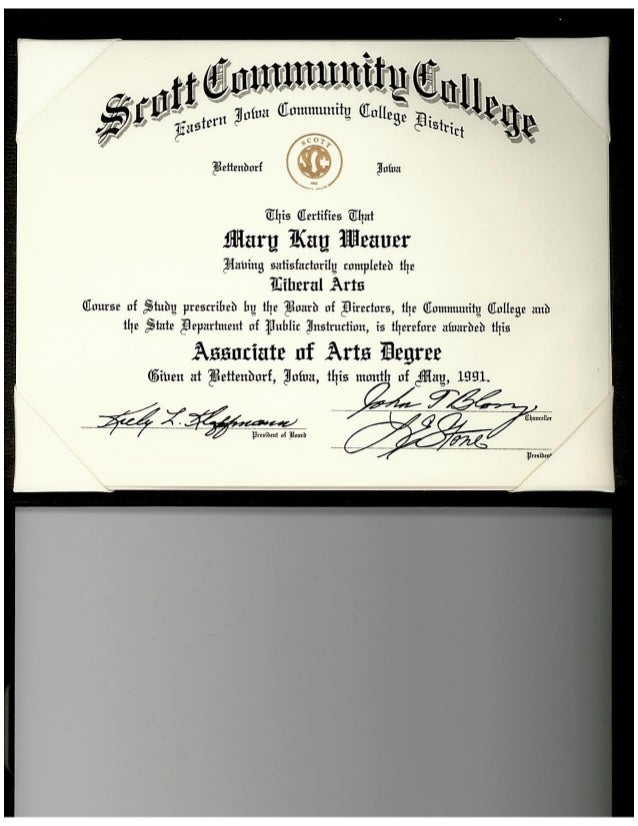 Scott Community College
Eastern Iowa Community College District
Bettendorf Iowa
SCOTT
This Certifies That
Mary Kay Weaver
Having satisfactorily completed the
Liberal Arts
Course of Study prescribed by the Board of Directors, the Community College and
the State Department of Public Instruction, is therefore awarded this
Associate of Arts Degree
Given at Bettendorf, Iowa, this month of May, 1991.
Chancellor
President of Board
President